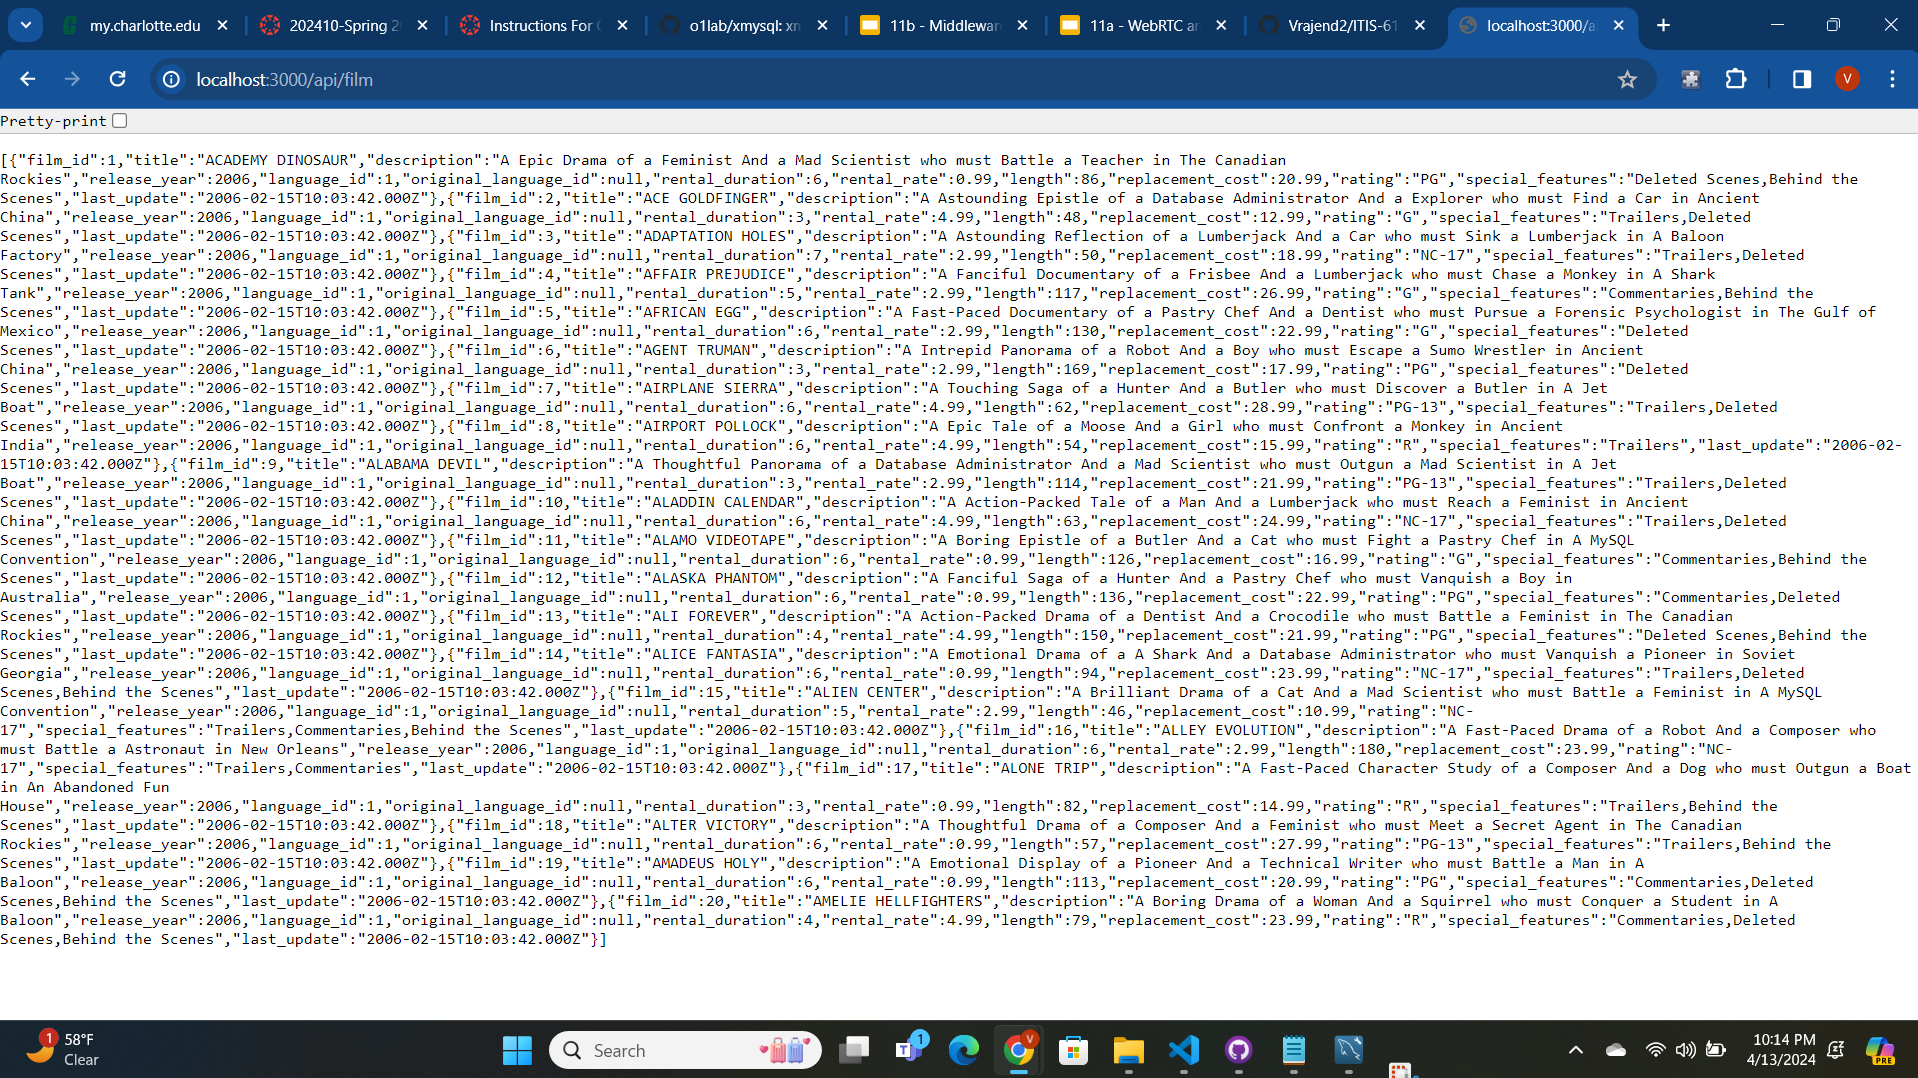 my.charlotte.edu
202410-Spring 2
Instructions For
o1lab/xmysql: xm
11b - Middlewar
11a - WebRTC ar
Vrajend2/ITIS-61
localhost:3000/a
localhost:3000/api/film
V
Pretty-print
[{"film_id":1,"title":"ACADEMY DINOSAUR","description":"A Epic Drama of a Feminist And a Mad Scientist who must Battle a Teacher in The Canadian
Rockies","release_year":2006,"language_id":1,"original_language_id":null,"rental_duration":6,"rental_rate":0.99,"length":86,"replacement_cost":20.99,"rating":"PG","special_features":"Deleted Scenes,Behind the
Scenes","last_update":"2006-02-15T10:03:42.000Z"},{"film_id":2,"title":"ACE GOLDFINGER","description":"A Astounding Epistle of a Database Administrator And a Explorer who must Find a Car in Ancient
China","release_year":2006,"language_id":1,"original_language_id":null,"rental_duration":3,"rental_rate":4.99,"length":48,"replacement_cost":12.99,"rating":"G","special_features":"Trailers,Deleted
Scenes","last_update":"2006-02-15T10:03:42.000Z"},{"film_id":3,"title":"ADAPTATION HOLES","description":"A Astounding Reflection of a Lumberjack And a Car who must Sink a Lumberjack in A Baloon
Factory","release_year":2006,"language_id":1,"original_language_id":null,"rental_duration":7,"rental_rate":2.99,"length":50,"replacement_cost":18.99,"rating":"NC-17","special_features":"Trailers,Deleted
Scenes","last_update":"2006-02-15T10:03:42.000Z"},{"film_id":4,"title":"AFFAIR PREJUDICE","description":"A Fanciful Documentary of a Frisbee And a Lumberjack who must Chase a Monkey in A Shark
Tank","release_year":2006,"language_id":1,"original_language_id":null,"rental_duration":5,"rental_rate":2.99,"length":117,"replacement_cost":26.99,"rating":"G","special_features":"Commentaries,Behind the
Scenes","last_update":"2006-02-15T10:03:42.000Z"},{"film_id":5,"title":"AFRICAN EGG","description":"A Fast-Paced Documentary of a Pastry Chef And a Dentist who must Pursue a Forensic Psychologist in The Gulf of
Mexico","release_year":2006,"language_id":1,"original_language_id":null,"rental_duration":6,"rental_rate":2.99,"length":130,"replacement_cost":22.99,"rating":"G","special_features":"Deleted
Scenes","last_update":"2006-02-15T10:03:42.000Z"},{"film_id":6,"title":"AGENT TRUMAN","description":"A Intrepid Panorama of a Robot And a Boy who must Escape a Sumo Wrestler in Ancient
China","release_year":2006,"language_id":1,"original_language_id":null,"rental_duration":3,"rental_rate":2.99,"length":169,"replacement_cost":17.99,"rating":"PG","special_features":"Deleted
Scenes","last_update":"2006-02-15T10:03:42.000Z"},{"film_id":7,"title":"AIRPLANE SIERRA","description":"A Touching Saga of a Hunter And a Butler who must Discover a Butler in A Jet
Boat","release_year":2006,"language_id":1,"original_language_id":null,"rental_duration":6,"rental_rate":4.99,"length":62,"replacement_cost":28.99,"rating":"PG-13","special_features":"Trailers,Deleted
Scenes","last_update":"2006-02-15T10:03:42.000Z"},{"film_id":8,"title":"AIRPORT POLLOCK","description":"A Epic Tale of a Moose And a Girl who must Confront a Monkey in Ancient
India","release_year":2006,"language_id":1,"original_language_id":null,"rental_duration":6,"rental_rate":4.99,"length":54,"replacement_cost":15.99,"rating":"R","special_features":"Trailers","last_update":"2006-02-
15T10:03:42.000Z"},{"film_id":9,"title":"ALABAMA DEVIL","description":"A Thoughtful Panorama of a Database Administrator And a Mad Scientist who must Outgun a Mad Scientist in A Jet
Boat","release_year":2006,"language_id":1,"original_language_id":null,"rental_duration":3,"rental_rate":2.99,"length":114,"replacement_cost":21.99,"rating":"PG-13","special_features":"Trailers,Deleted
Scenes","last_update":"2006-02-15T10:03:42.000Z"},{"film_id":10,"title":"ALADDIN CALENDAR","description":"A Action-Packed Tale of a Man And a Lumberjack who must Reach a Feminist in Ancient
China","release_year":2006,"language_id":1,"original_language_id":null,"rental_duration":6,"rental_rate":4.99,"length":63,"replacement_cost":24.99,"rating":"NC-17","special_features":"Trailers,Deleted
Scenes","last_update":"2006-02-15T10:03:42.000Z"},{"film_id":11,"title":"ALAMO VIDEOTAPE","description":"A Boring Epistle of a Butler And a Cat who must Fight a Pastry Chef in A MySQL
Convention","release_year":2006,"language_id":1,"original_language_id":null,"rental_duration":6,"rental_rate":0.99,"length":126,"replacement_cost":16.99,"rating":"G","special_features":"Commentaries,Behind the
Scenes","last_update":"2006-02-15T10:03:42.000Z"},{"film_id":12,"title":"ALASKA PHANTOM","description":"A Fanciful Saga of a Hunter And a Pastry Chef who must Vanquish a Boy in
Australia","release_year":2006,"language_id":1,"original_language_id":null,"rental_duration":6,"rental_rate":0.99,"length":136,"replacement_cost":22.99,"rating":"PG","special_features":"Commentaries,Deleted
Scenes","last_update":"2006-02-15T10:03:42.000Z"},{"film_id":13,"title":"ALI FOREVER","description":"A Action-Packed Drama of a Dentist And a Crocodile who must Battle a Feminist in The Canadian
Rockies","release_year":2006,"language_id":1,"original_language_id":null,"rental_duration":4,"rental_rate":4.99,"length":150,"replacement_cost":21.99,"rating":"PG","special_features":"Deleted Scenes,Behind the
Scenes","last_update":"2006-02-15T10:03:42.000Z"},{"film_id":14,"title":"ALICE FANTASIA","description":"A Emotional Drama of a A Shark And a Database Administrator who must Vanquish a Pioneer in Soviet
Georgia","release_year":2006,"language_id":1,"original_language_id":null,"rental_duration":6,"rental_rate":0.99,"length":94,"replacement_cost":23.99,"rating":"NC-17","special_features":"Trailers,Deleted
Scenes,Behind the Scenes","last_update":"2006-02-15T10:03:42.000Z"},{"film_id":15,"title":"ALIEN CENTER","description":"A Brilliant Drama of a Cat And a Mad Scientist who must Battle a Feminist in A MySQL
Convention","release_year":2006,"language_id":1,"original_language_id":null,"rental_duration":5,"rental_rate":2.99,"length":46,"replacement_cost":10.99,"rating":"NC-
17","special_features":"Trailers,Commentaries,Behind the Scenes","last_update":"2006-02-15T10:03:42.000Z"},{"film_id":16,"title":"ALLEY EVOLUTION","description":"A Fast-Paced Drama of a Robot And a Composer who
must Battle a Astronaut in New Orleans","release_year":2006,"language_id":1,"original_language_id":null,"rental_duration":6,"rental_rate":2.99,"length":180,"replacement_cost":23.99,"rating":"NC-
17","special_features":"Trailers,Commentaries","last_update":"2006-02-15T10:03:42.000Z"},{"film_id":17,"title":"ALONE TRIP","description":"A Fast-Paced Character Study of a Composer And a Dog who must Outgun a Boat
in An Abandoned Fun
House","release_year":2006,"language_id":1,"original_language_id":null,"rental_duration":3,"rental_rate":0.99,"length":82,"replacement_cost":14.99,"rating":"R","special_features":"Trailers,Behind the
Scenes","last_update":"2006-02-15T10:03:42.000Z"},{"film_id":18,"title":"ALTER VICTORY","description":"A Thoughtful Drama of a Composer And a Feminist who must Meet a Secret Agent in The Canadian
Rockies","release_year":2006,"language_id":1,"original_language_id":null,"rental_duration":6,"rental_rate":0.99,"length":57,"replacement_cost":27.99,"rating":"PG-13","special_features":"Trailers,Behind the
Scenes","last_update":"2006-02-15T10:03:42.000Z"},{"film_id":19,"title":"AMADEUS HOLY","description":"A Emotional Display of a Pioneer And a Technical Writer who must Battle a Man in A
Baloon","release_year":2006,"language_id":1,"original_language_id":null,"rental_duration":6,"rental_rate":0.99,"length":113,"replacement_cost":20.99,"rating":"PG","special_features":"Commentaries,Deleted
Scenes,Behind the Scenes","last_update":"2006-02-15T10:03:42.000Z"},{"film_id":20,"title":"AMELIE HELLFIGHTERS","description":"A Boring Drama of a Woman And a Squirrel who must Conquer a Student in A
Baloon","release_year":2006,"language_id":1,"original_language_id":null,"rental_duration":4,"rental_rate":4.99,"length":79,"replacement_cost":23.99,"rating":"R","special_features":"Commentaries,Deleted
Scenes,Behind the Scenes","last_update":"2006-02-15T10:03:42.000Z"}]
1
58°F
Clear
Search
1
V
10:14 PM
4/13/2024
PRE